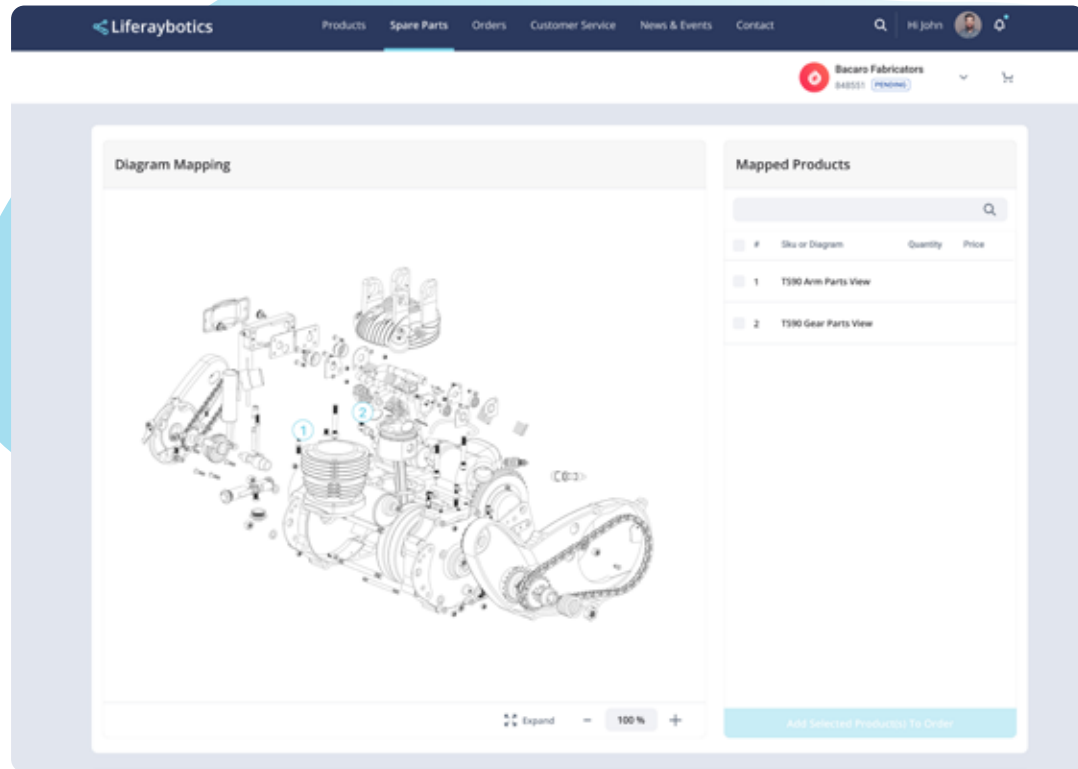 Liferaybotics Products Spare Parts Orders Customer Service News & Events Contact Hi John
Bacaro Fabricators
848551 PENDING
Diagram Mapping
Mapped Products
# Sku or Diagram Quantity Price
1 TS90 Arm Parts View
2 TS90 Gear Parts View
1
2
Expand − 100 % +
Add Selected Product(s) To Order